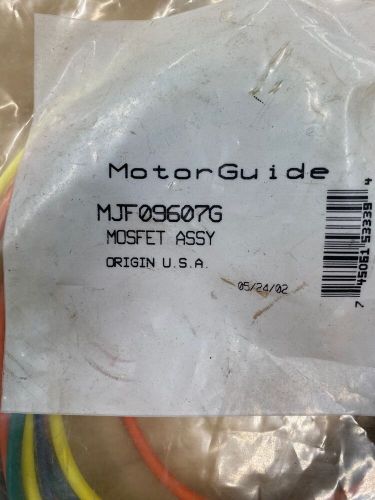 MotorGuide
MJF09607G
MOSFET ASSY
ORIGIN U.S.A.
05/24/02